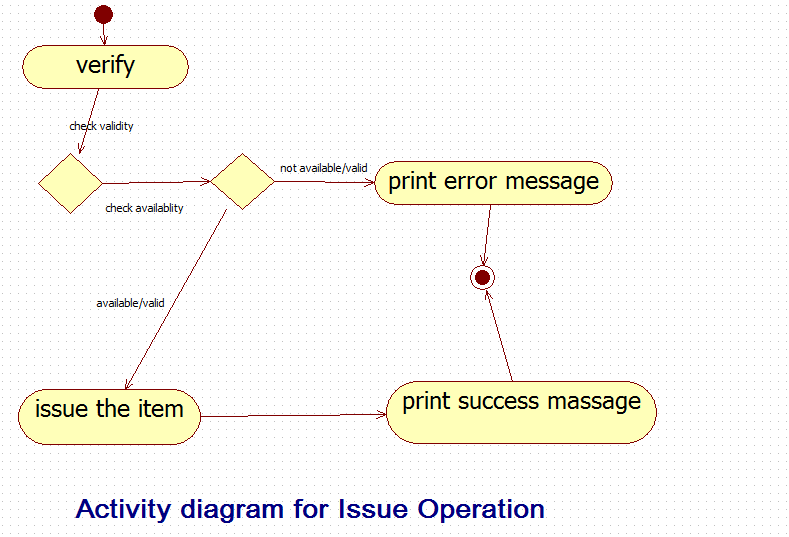 verify
check validity
not available/valid
print error message
check availablity
available/valid
issue the item
print success massage
Activity diagram for Issue Operation